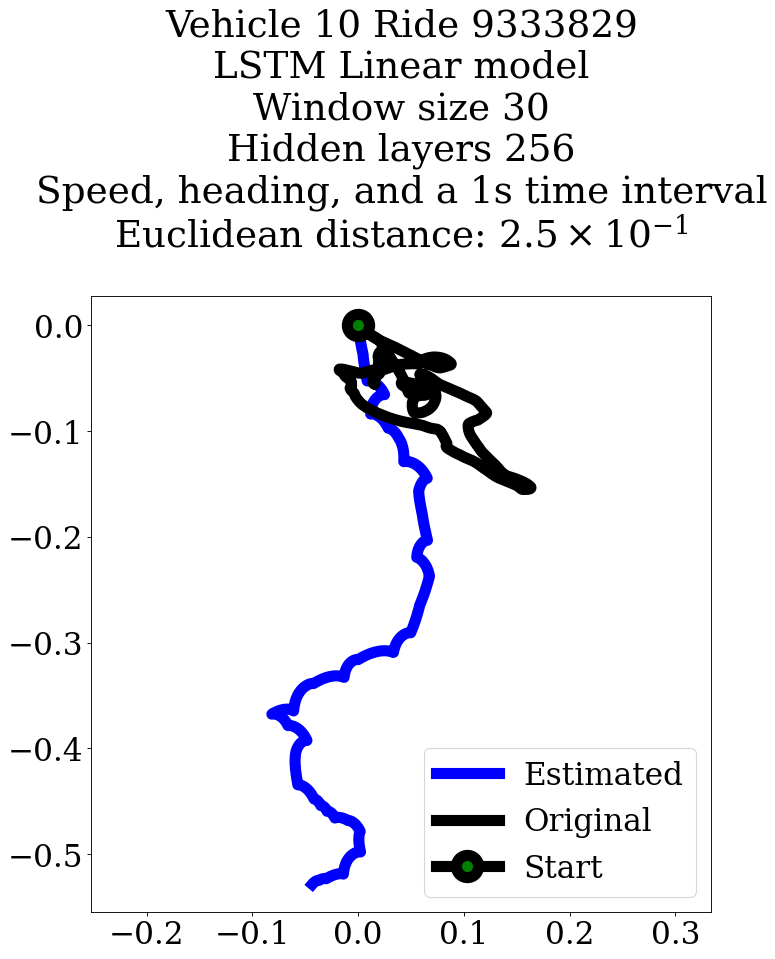 Vehicle 10 Ride 9333829
LSTM Linear model
Window size 30
Hidden layers 256
Speed, heading, and a 1s time interval
Euclidean distance: 2.5 × 10⁻¹
0.0
−0.1
−0.2
−0.3
−0.4
−0.5
Estimated
Original
Start
−0.2 −0.1 0.0 0.1 0.2 0.3